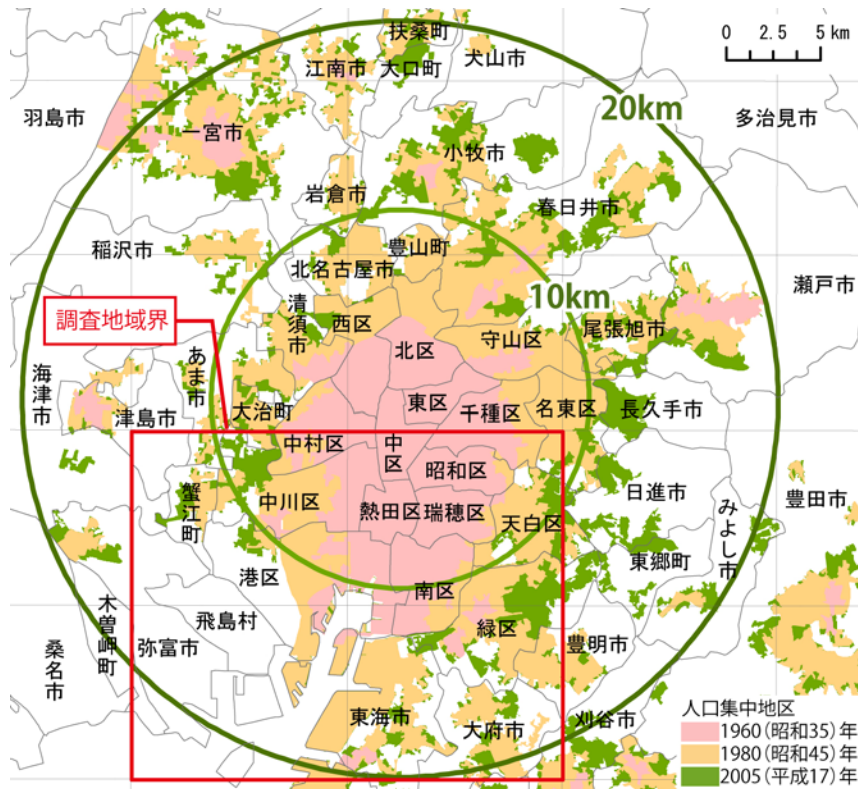 扶桑町
江南市
大口町
犬山市
0 2.5 5 km
羽島市
一宮市
20km
多治見市
小牧市
岩倉市
春日井市
稲沢市
豊山町
北名古屋市
10km
瀬戸市
調査地域界
清須市
西区
守山区
尾張旭市
北区
海津市
あま市
津島市
大治町
東区
千種区
名東区
長久手市
中村区
中区
昭和区
蟹江町
中川区
熱田区
瑞穂区
天白区
日進市
みよし市
豊田市
港区
南区
東郷町
木曽岬町
飛島村
緑区
桑名市
弥富市
豊明市
東海市
大府市
刈谷市
人口集中地区
1960(昭和35)年
1980(昭和45)年
2005(平成17)年